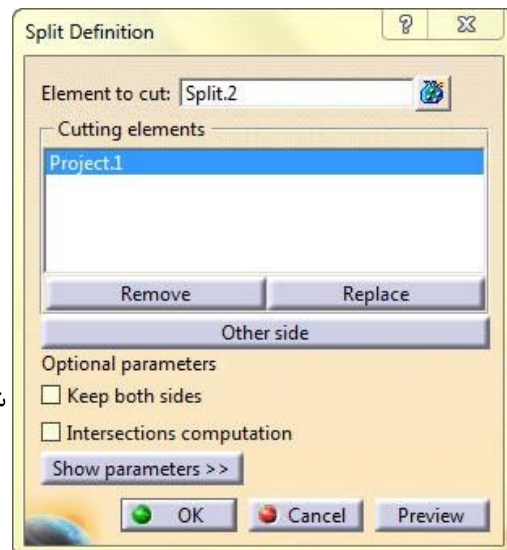 Split Definition
Element to cut: Split.2
Cutting elements
Project.1
Remove Replace
Other side
Optional parameters
Keep both sides
Intersections computation
Show parameters >>
OK Cancel Preview